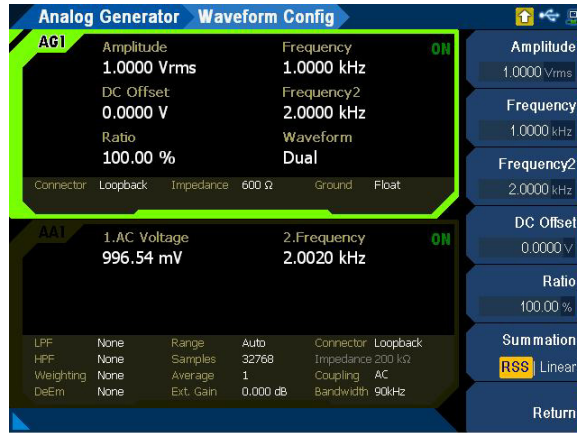 Analog Generator Waveform Config
AG1
Amplitude Frequency ON
1.0000 Vrms 1.0000 kHz
DC Offset Frequency2
0.0000 V 2.0000 kHz
Ratio Waveform
100.00 % Dual
Connector Loopback Impedance 600 Ω Ground Float
AA1
1.AC Voltage 2.Frequency ON
996.54 mV 2.0020 kHz
LPF None Range Auto Connector Loopback
HPF None Samples 32768 Impedance 200 kΩ
Weighting None Average 1 Coupling AC
DeEm None Ext. Gain 0.000 dB Bandwidth 90kHz
Amplitude
1.0000 Vrms
Frequency
1.0000 kHz
Frequency2
2.0000 kHz
DC Offset
0.0000 V
Ratio
100.00 %
Summation
RSS | Linear
Return